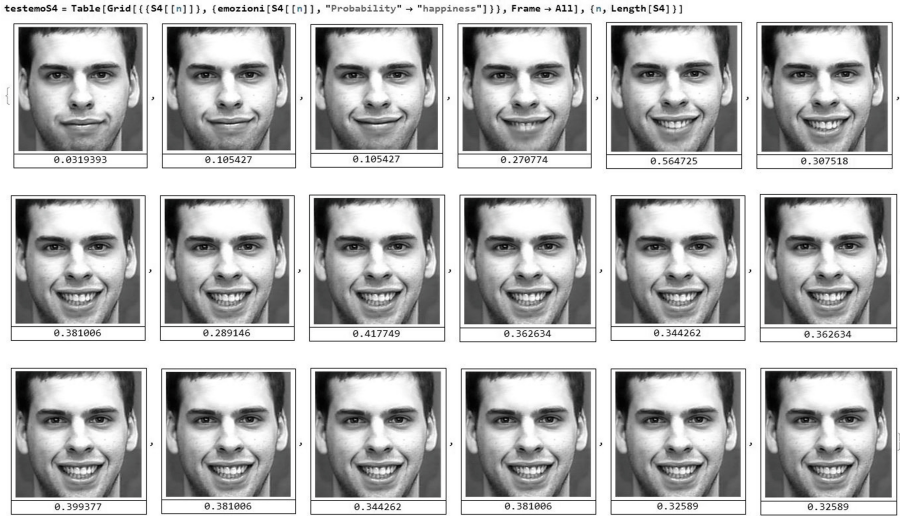 testemoS4 = Table[Grid[{{S4[[n]]}, {emozioni[S4[[n]], "Probability" → "happiness"]}}, Frame → All], {n, Length[S4]}]
{ , , , , , ,
0.0319393 0.105427 0.105427 0.270774 0.564725 0.307518
, , , , , ,
0.381006 0.289146 0.417749 0.362634 0.344262 0.362634
, , , , , }
0.399377 0.381006 0.344262 0.381006 0.32589 0.32589